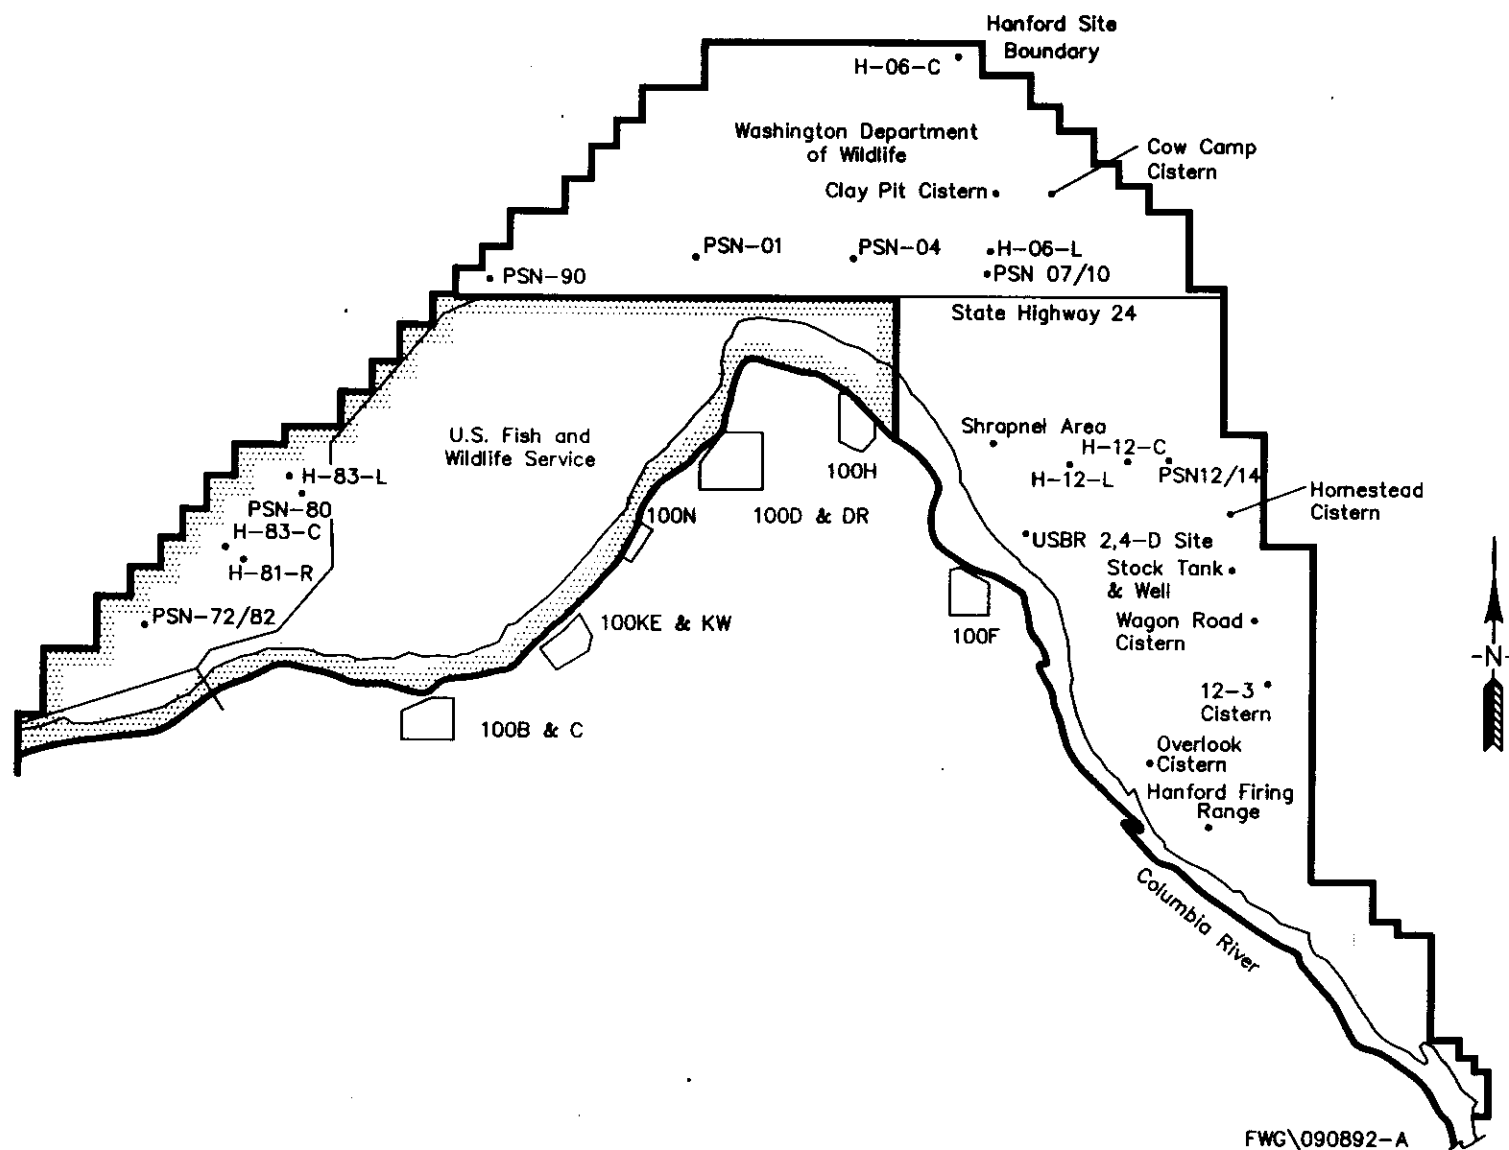 Hanford Site
Boundary
H-06-C
Washington Department
of Wildlife
Cow Camp
Cistern
Clay Pit Cistern
PSN-01
PSN-04
H-06-L
PSN-90
PSN 07/10
State Highway 24
U.S. Fish and
Wildlife Service
Shrapnel Area
H-12-C
H-12-L
PSN12/14
100H
H-83-L
PSN-80
Homestead
Cistern
100N
100D & DR
H-83-C
H-81-R
USBR 2,4-D Site
Stock Tank
& Well
PSN-72/82
100KE & KW
100F
Wagon Road
Cistern
-N-
12-3
Cistern
100B & C
Overlook
Cistern
Hanford Firing
Range
Columbia River
FWG\090892-A